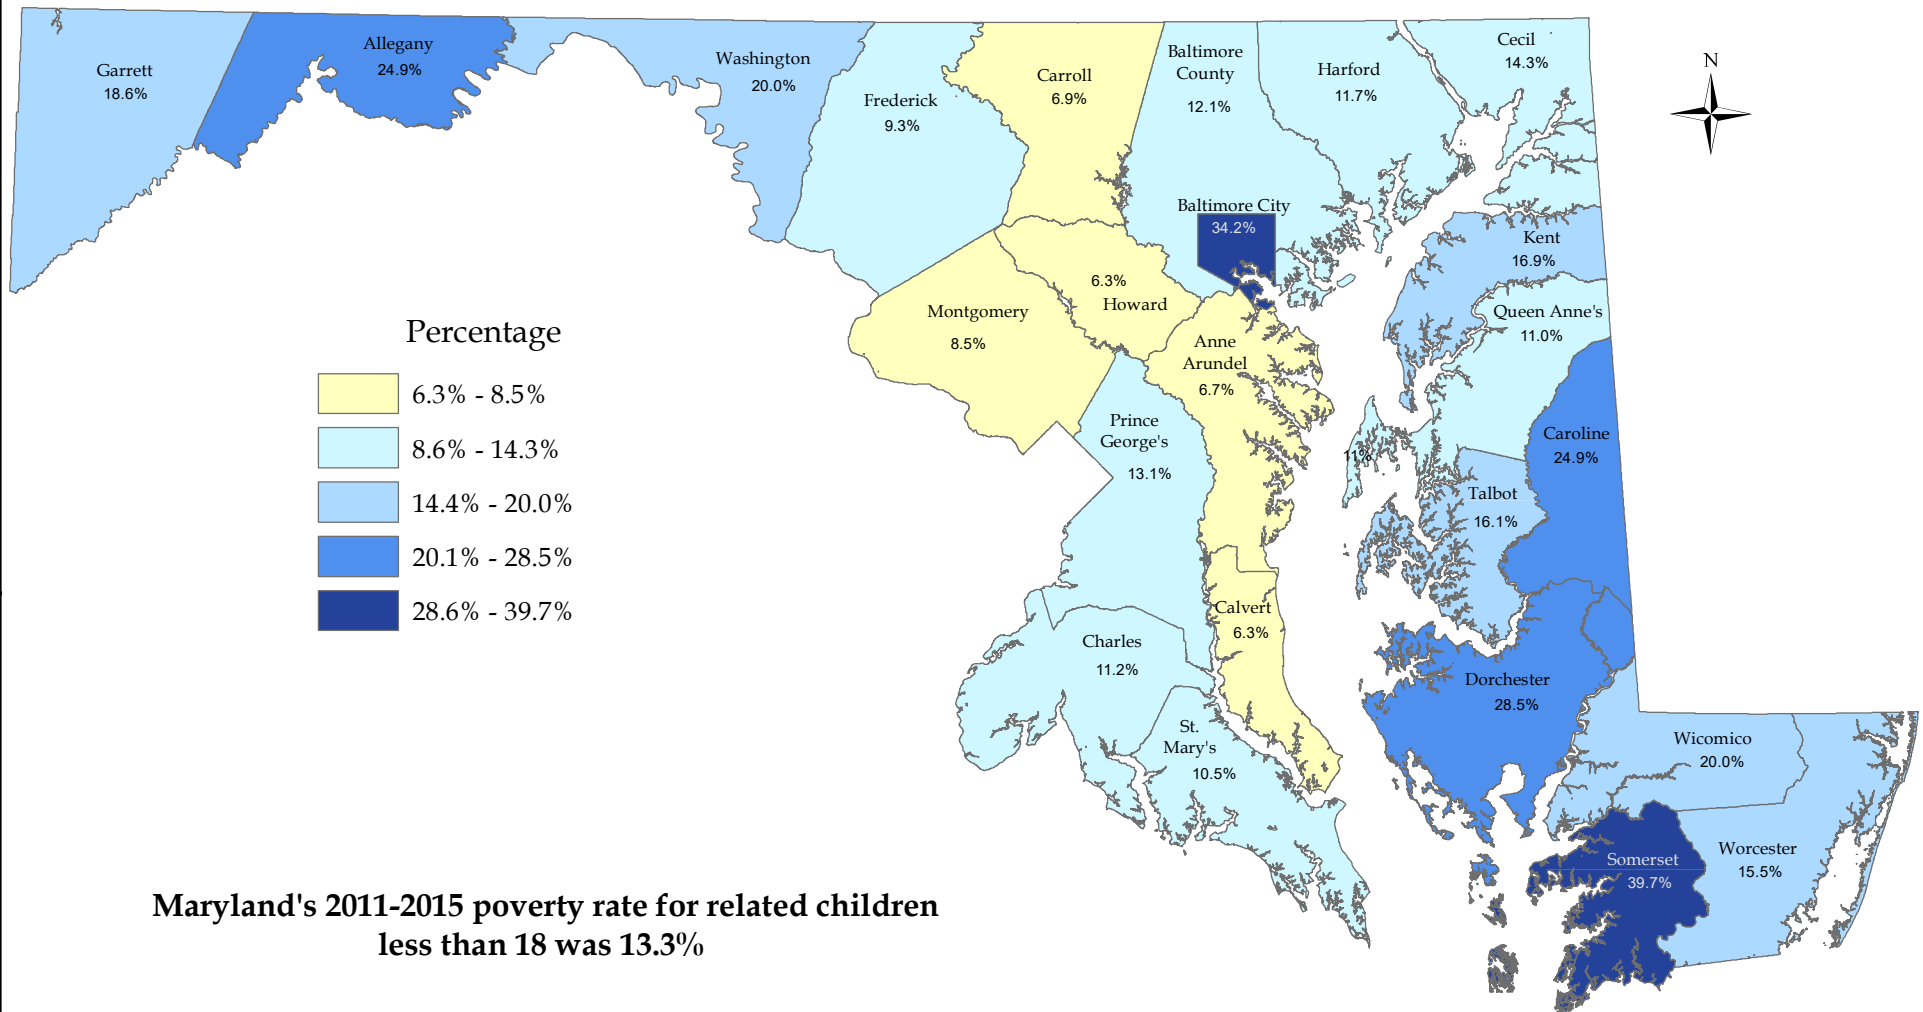 Garrett
18.6%
Allegany
24.9%
Washington
20.0%
Frederick
9.3%
Carroll
6.9%
Baltimore
County
12.1%
Harford
11.7%
Cecil
14.3%
N
Baltimore City
34.2%
Kent
16.9%
Queen Anne's
11.0%
6.3%
Howard
Montgomery
8.5%
Anne
Arundel
6.7%
Prince
George's
13.1%
11%
Caroline
24.9%
Talbot
16.1%
Calvert
6.3%
Charles
11.2%
St.
Mary's
10.5%
Dorchester
28.5%
Wicomico
20.0%
Somerset
39.7%
Worcester
15.5%
Percentage
6.3% - 8.5%
8.6% - 14.3%
14.4% - 20.0%
20.1% - 28.5%
28.6% - 39.7%
Maryland's 2011-2015 poverty rate for related children
less than 18 was 13.3%